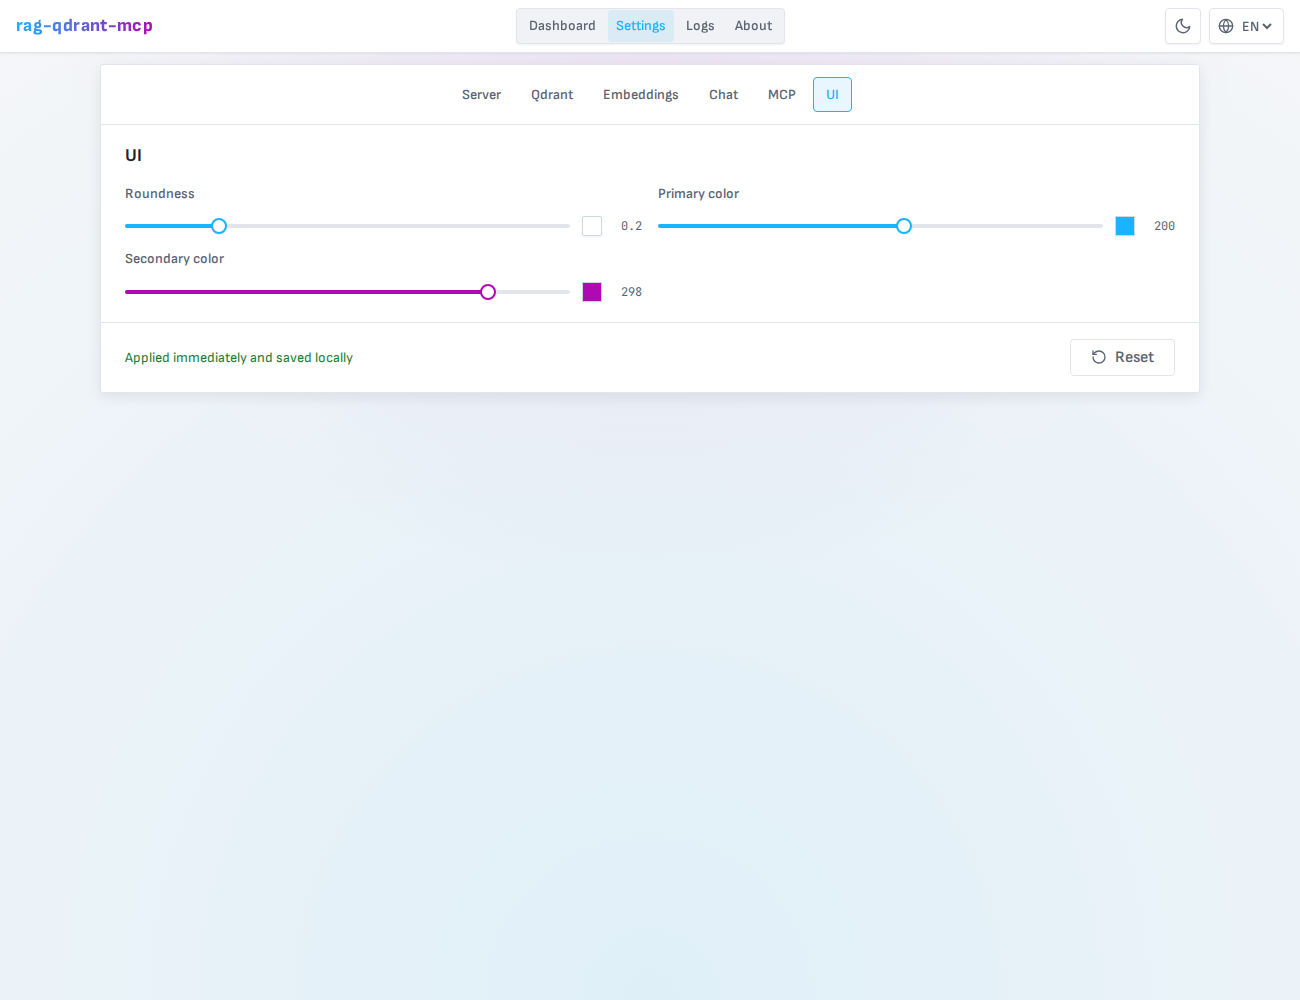 rag-qdrant-mcp
Dashboard Settings Logs About
EN
Server Qdrant Embeddings Chat MCP UI
UI
Roundness
0.2
Primary color
200
Secondary color
298
Applied immediately and saved locally
Reset